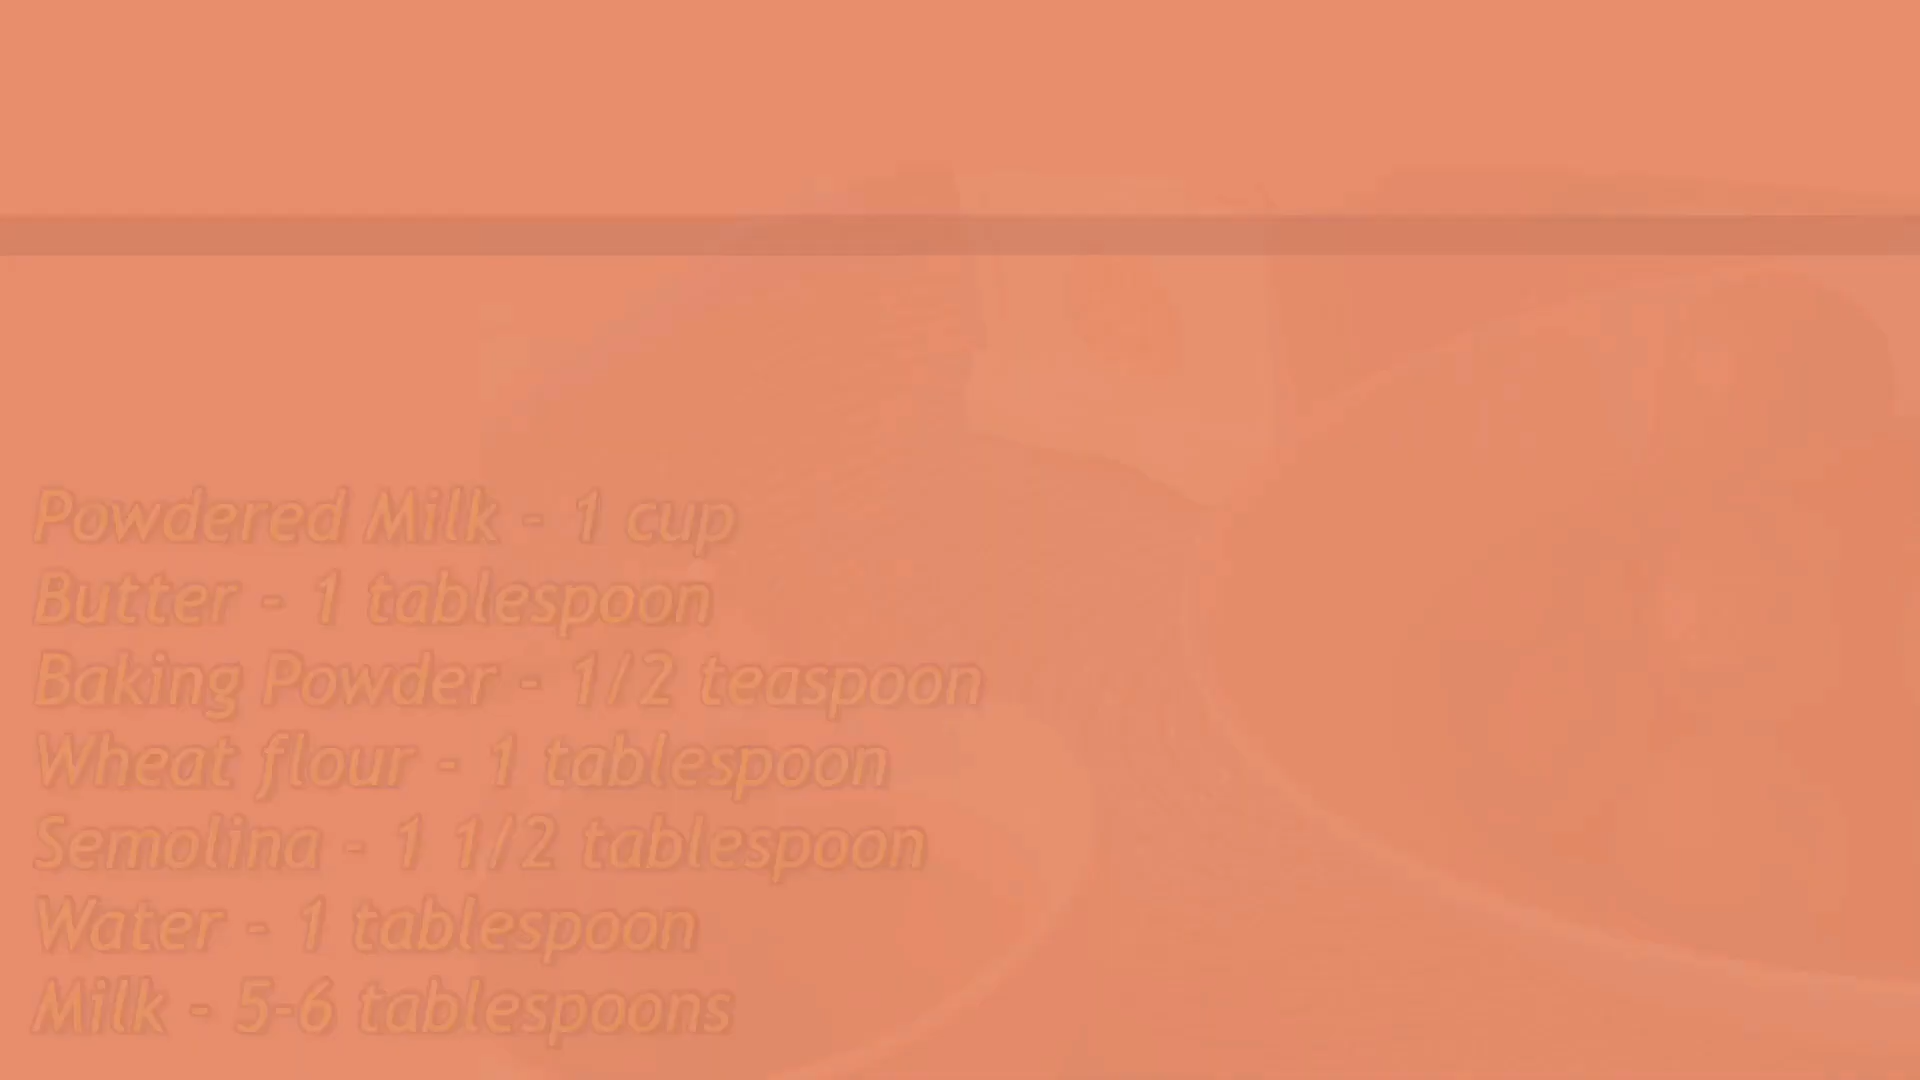 Powdered Milk - 1 cup
Butter - 1 tablespoon
Baking Powder - 1/2 teaspoon
Wheat flour - 1 tablespoon
Semolina - 1 1/2 tablespoon
Water - 1 tablespoon
Milk - 5-6 tablespoons